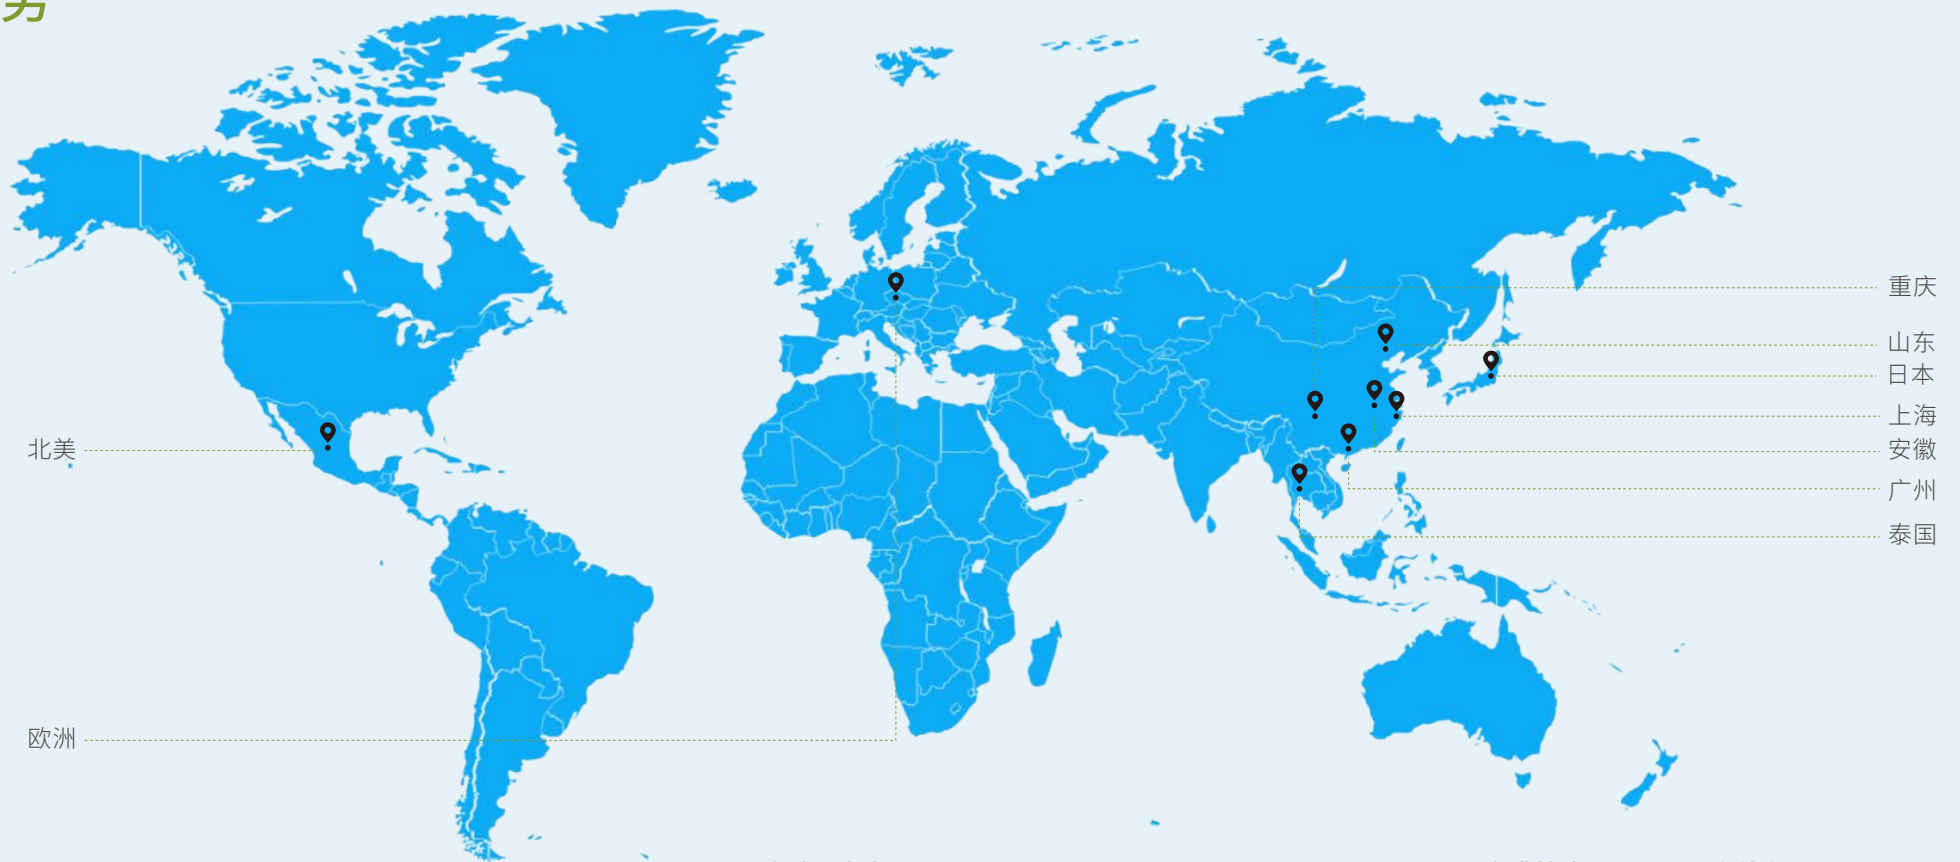 重庆
山东
日本
上海
北美
安徽
广州
泰国
欧洲